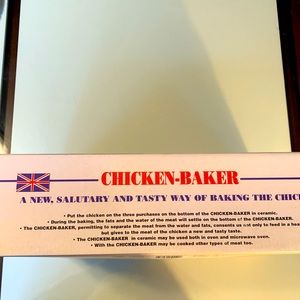 CHICKEN-BAKER
A NEW, SALUTARY AND TASTY WAY OF BAKING THE CHIC
• Put the chicken on the three purchases on the bottom of the CHICKEN-BAKER in ceramic.
• During the baking, the fats and the water of the meat will settle on the bottom of the CHICKEN-BAKER.
• The CHICKEN-BAKER, permitting to separate the meat from the water and fats, consents us not only to feed in a hea
but gives to the meat of the chicken a new and tasty taste.
• The CHICKEN-BAKER in ceramic may be used both in oven and microwave oven.
• With the CHICKEN-BAKER may be cooked other types of meat too.